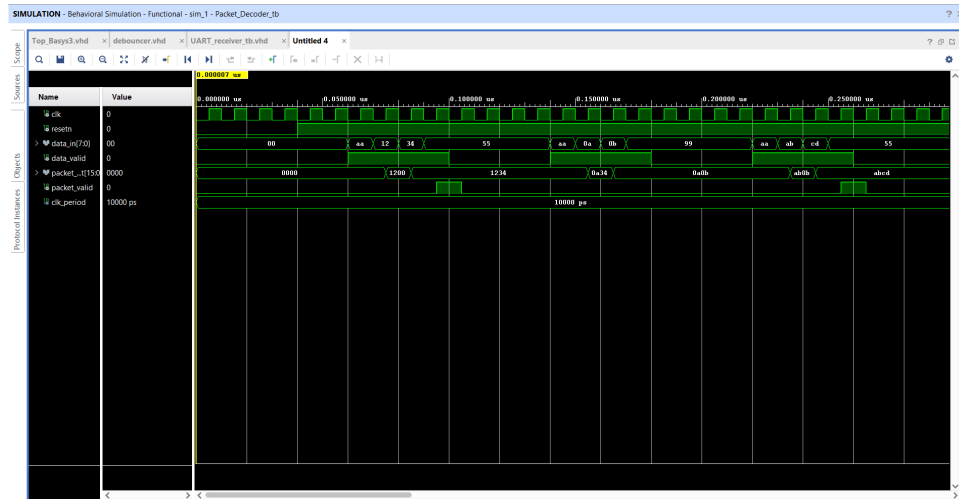 SIMULATION - Behavioral Simulation - Functional - sim_1 - Packet_Decoder_tb
Top_Basys3.vhd × debouncer.vhd × UART_receiver_tb.vhd × Untitled 4 ×
Scope
Sources
Objects
Protocol Instances
0.000007 us
Name Value 0.000000 us 0.050000 us 0.100000 us 0.150000 us 0.200000 us 0.250000 us
clk 0
resetn 0
data_in[7:0] 00 00 aa 12 34 55 aa 0a 0b 99 aa ab cd 55
data_valid 0
packet_...t[15:0 0000 0000 1200 1234 0a34 0a0b ab0b abcd
packet_valid 0
clk_period 10000 ps 10000 ps